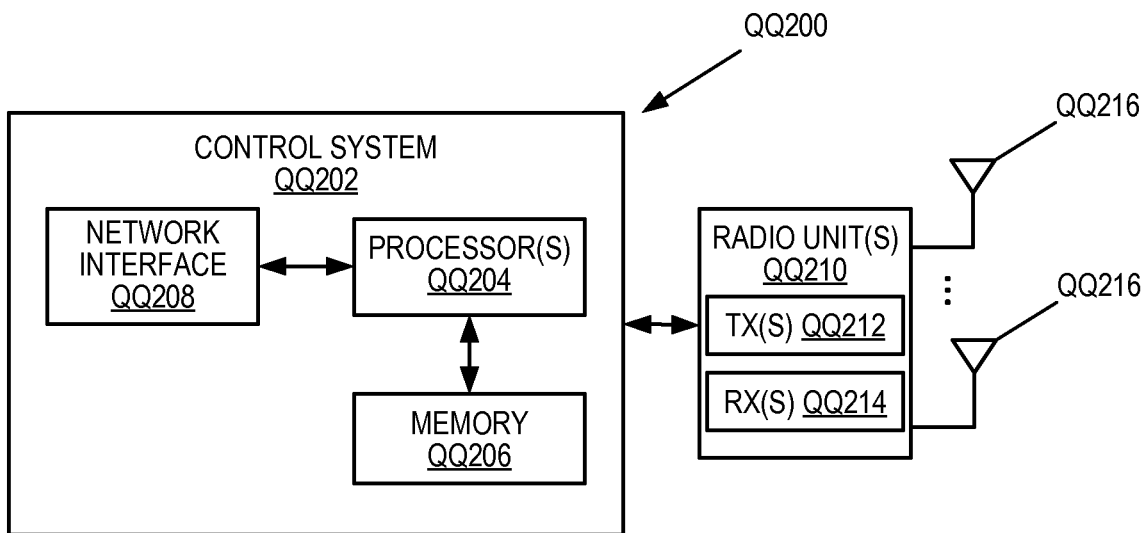 QQ200
CONTROL SYSTEM
QQ202
NETWORK
INTERFACE
QQ208
PROCESSOR(S)
QQ204
MEMORY
QQ206
RADIO UNIT(S)
QQ210
TX(S) QQ212
RX(S) QQ214
QQ216
QQ216